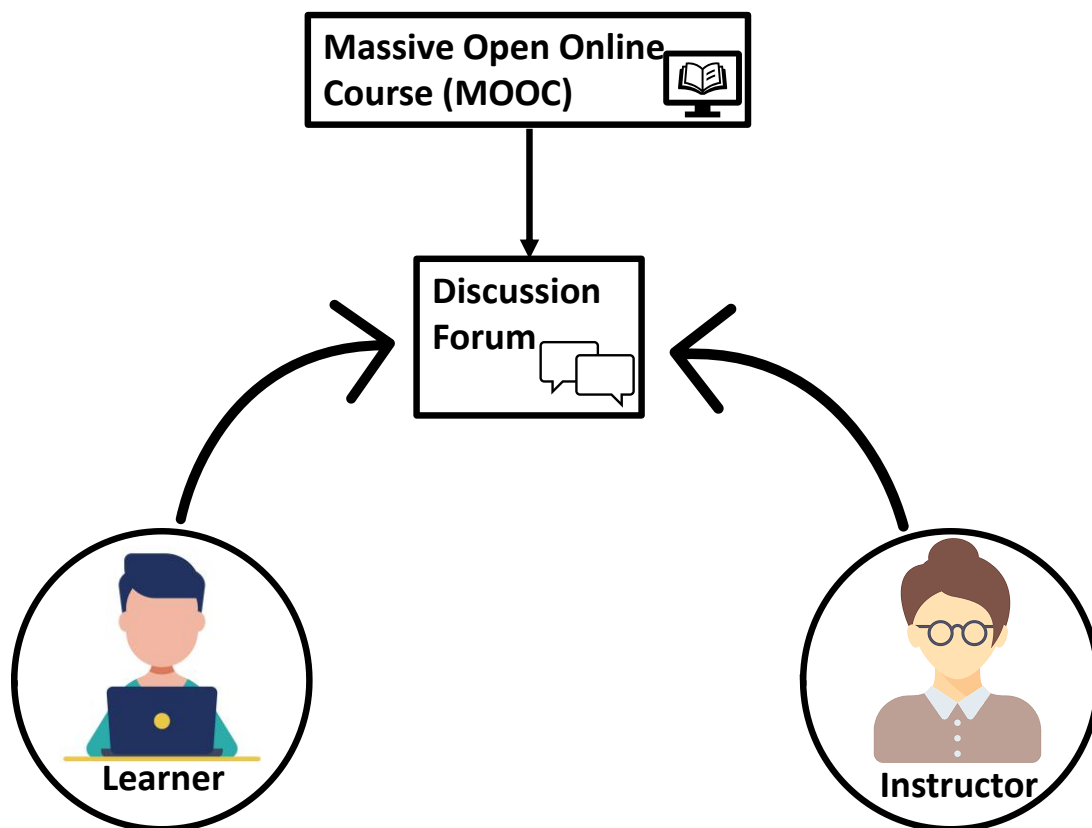 Massive Open Online
Course (MOOC)
Discussion
Forum
Learner
Instructor